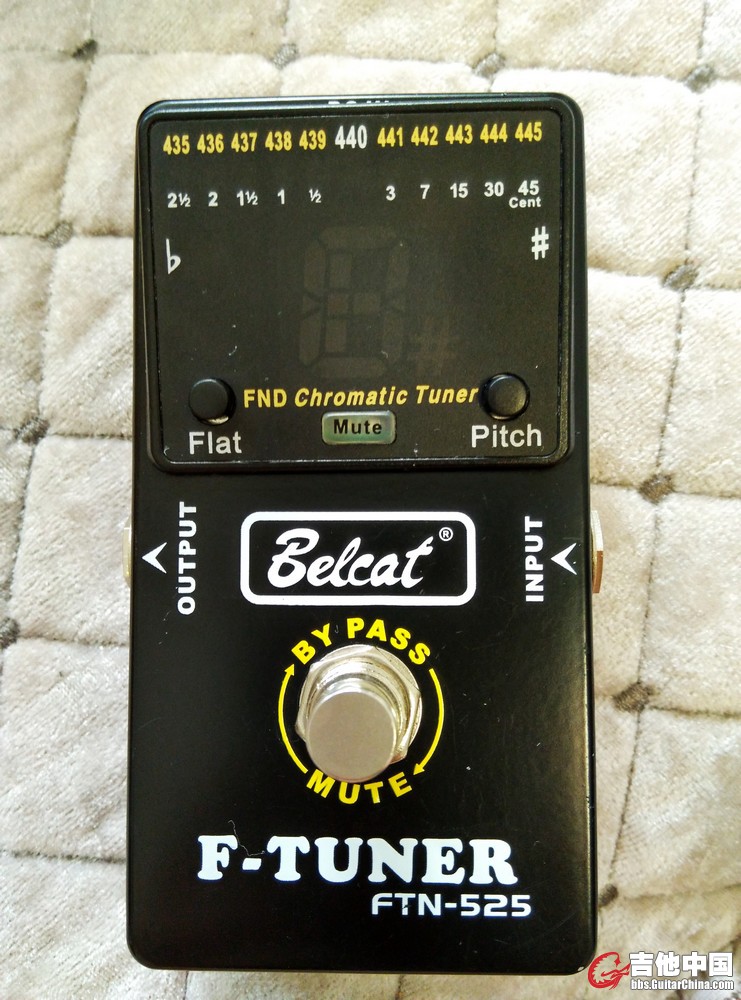 DC IN
435 436 437 438 439 440 441 442 443 444 445
2½ 2 1½ 1 ½ 3 7 15 30 45
Cent
♭ ♯
#
FND Chromatic Tuner
Mute
Flat Pitch
OUTPUT
INPUT
Belcat®
BY PASS
MUTE
F-TUNER
FTN-525
吉他中国
bbs.GuitarChina.com